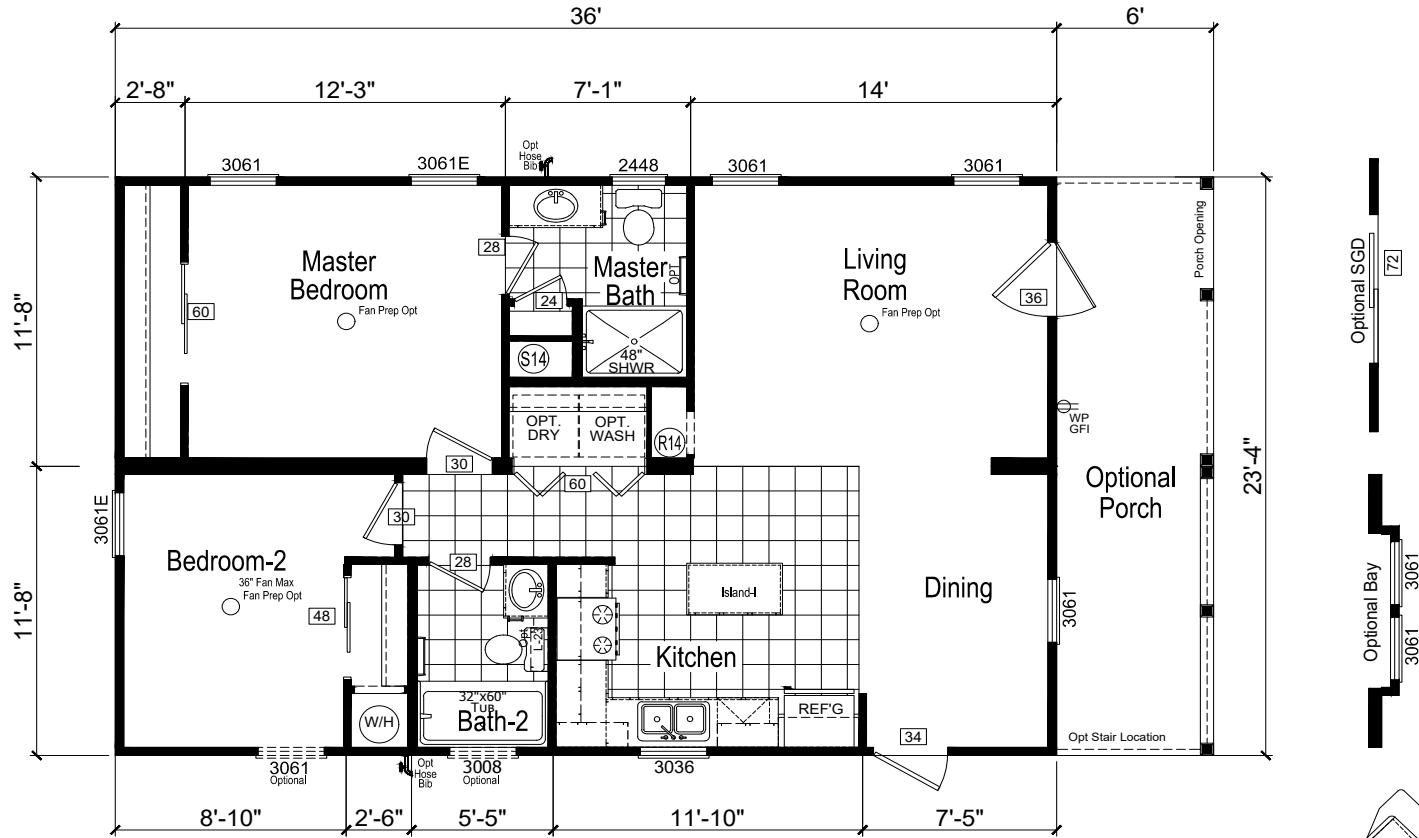 36'
6'
2'-8"
12'-3"
7'-1"
14'
3061
3061E
Opt
Hose
Bib
2448
3061
3061
11'-8"
11'-8"
23'-4"
Master
Bedroom
Fan Prep Opt
60
28
24
Master
Bath
OPT
S14
48"
SHWR
Living
Room
Fan Prep Opt
36
Porch Opening
WP
GFI
Optional SGD
72
OPT.
DRY
OPT.
WASH
R14
30
60
30
3061E
Bedroom-2
36" Fan Max
Fan Prep Opt
48
28
Opt
L-23
Island-I
Kitchen
Dining
3061
Optional
Porch
Optional Bay
3061
3061
32"x60"
TUB
Bath-2
W/H
REF'G
34
Opt Stair Location
3061
Optional
Opt
Hose
Bib
3008
Optional
3036
8'-10"
2'-6"
5'-5"
11'-10"
7'-5"